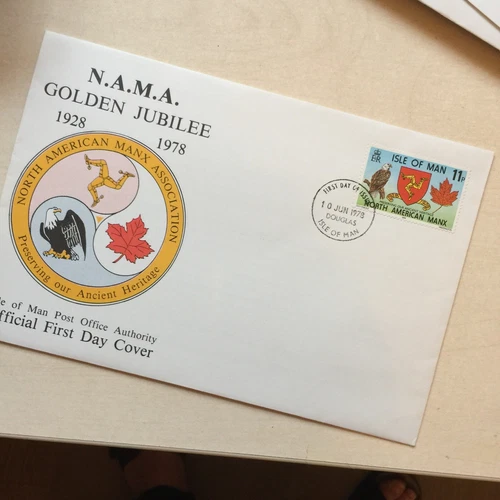 N.A.M.A.
GOLDEN JUBILEE
1928 1978
NORTH AMERICAN MANX ASSOCIATION
Preserving our Ancient Heritage
le of Man Post Office Authority
fficial First Day Cover
FIRST DAY OF ISSUE
10 JUN 1978
DOUGLAS
ISLE OF MAN
ISLE OF MAN 11p
NORTH AMERICAN MANX